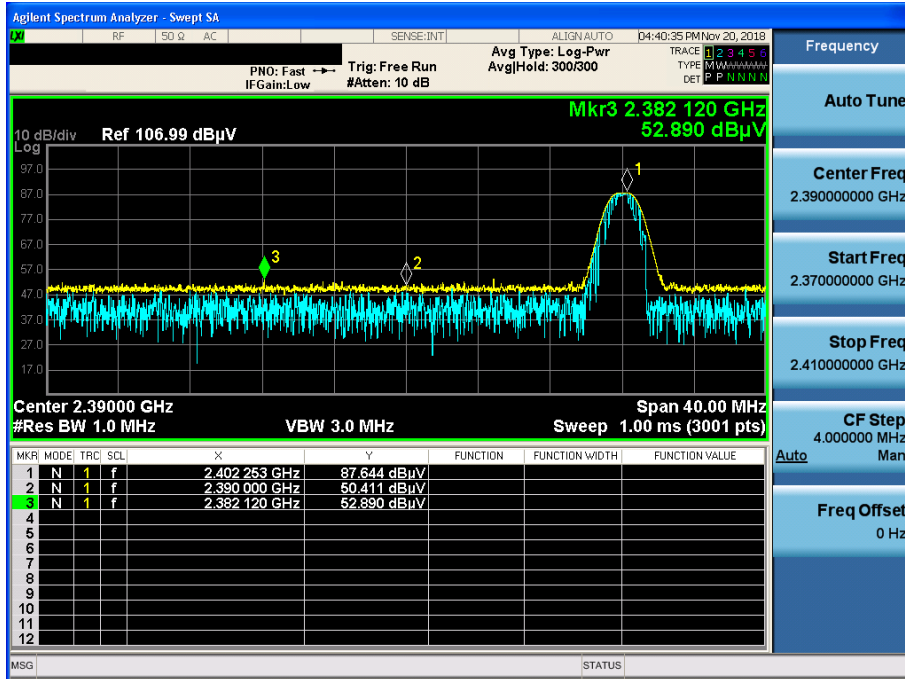 Agilent Spectrum Analyzer - Swept SA
LXI RF 50 Ω AC SENSE:INT ALIGN AUTO 04:40:35 PM Nov 20, 2018
PNO: Fast
IFGain:Low
Trig: Free Run
#Atten: 10 dB
Avg Type: Log-Pwr
Avg|Hold: 300/300
TRACE 1 2 3 4 5 6
TYPE M
DET P P N N N N
Mkr3 2.382 120 GHz
52.890 dBµV
10 dB/div Ref 106.99 dBµV
Log
97.0
87.0
77.0
67.0
57.0
47.0
37.0
27.0
17.0
1
2
3
Center 2.39000 GHz Span 40.00 MHz
#Res BW 1.0 MHz VBW 3.0 MHz Sweep 1.00 ms (3001 pts)
MKR MODE TRC SCL X Y FUNCTION FUNCTION WIDTH FUNCTION VALUE
1 N 1 f 2.402 253 GHz 87.644 dBµV
2 N 1 f 2.390 000 GHz 50.411 dBµV
3 N 1 f 2.382 120 GHz 52.890 dBµV
4
5
6
7
8
9
10
11
12
MSG STATUS
Frequency
Auto Tune
Center Freq
2.390000000 GHz
Start Freq
2.370000000 GHz
Stop Freq
2.410000000 GHz
CF Step
4.000000 MHz
Auto Man
Freq Offset
0 Hz